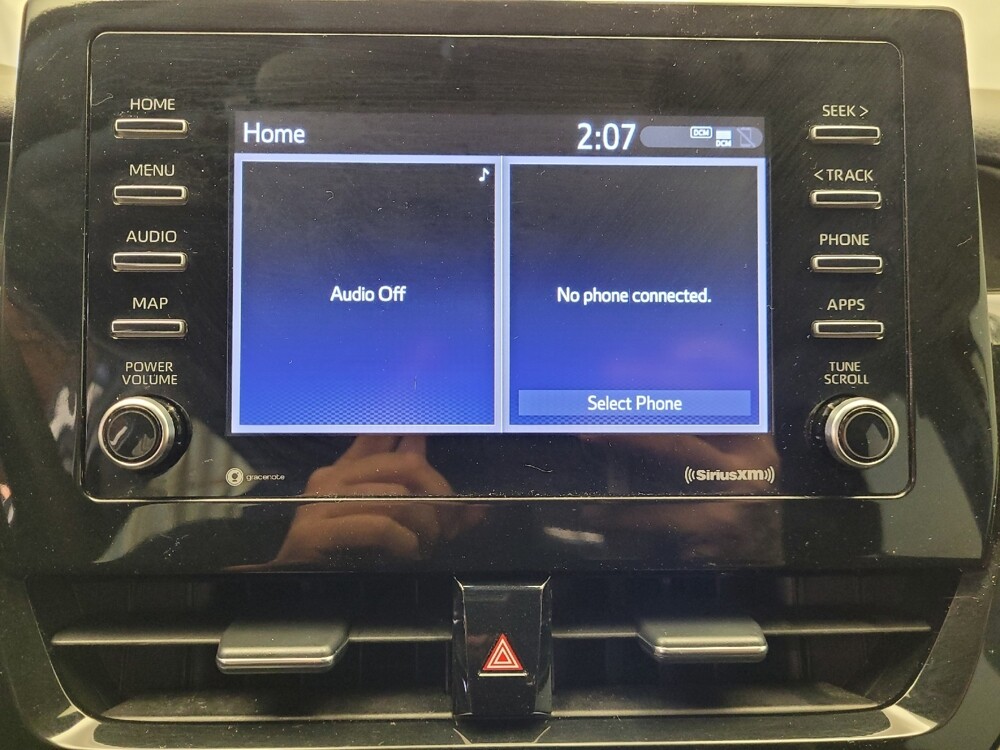 HOME
MENU
AUDIO
MAP
POWER
VOLUME
Home
2:07
DCM
DCM
Audio Off
No phone connected.
Select Phone
gracenote
((SiriusXM))
SEEK >
< TRACK
PHONE
APPS
TUNE
SCROLL